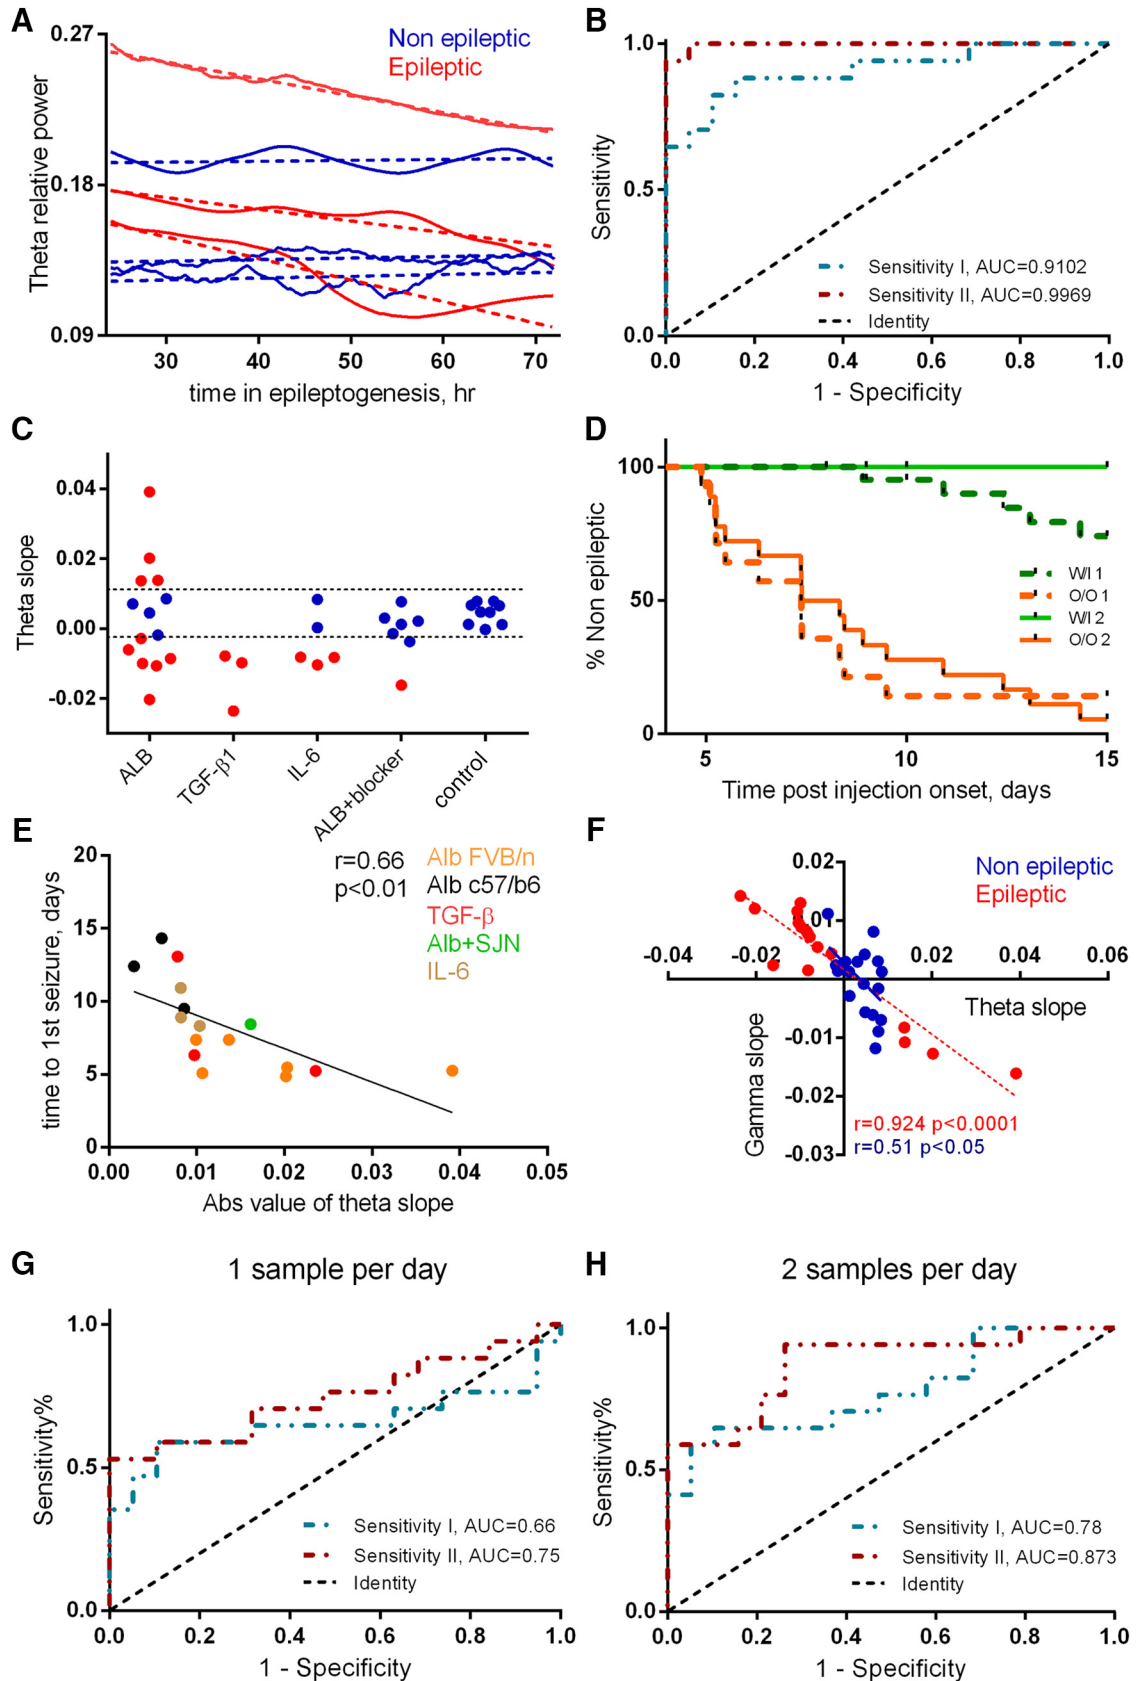 A
0.27
0.18
0.09
Theta relative power
Non epileptic
Epileptic
30 40 50 60 70
time in epileptogenesis, hr
B
1.0
0.5
0.0
Sensitivity
Sensitivity I, AUC=0.9102
Sensitivity II, AUC=0.9969
Identity
0.0 0.2 0.4 0.6 0.8 1.0
1 - Specificity
C
0.04
0.02
0.00
-0.02
Theta slope
ALB
TGF-β1
IL-6
ALB+blocker
control
D
100
50
0
% Non epileptic
W/I 1
O/O 1
W/I 2
O/O 2
5 10 15
Time post injection onset, days
E
20
15
10
5
0
time to 1st seizure, days
r=0.66
p<0.01
Alb FVB/n
Alb c57/b6
TGF-β
Alb+SJN
IL-6
0.00 0.01 0.02 0.03 0.04 0.05
Abs value of theta slope
F
0.02
0.01
-0.01
-0.02
-0.03
Non epileptic
Epileptic
-0.04 -0.02 0.02 0.04 0.06
Theta slope
Gamma slope
r=0.924 p<0.0001
r=0.51 p<0.05
G
1 sample per day
1.0
0.5
0.0
Sensitivity%
Sensitivity I, AUC=0.66
Sensitivity II, AUC=0.75
Identity
0.0 0.2 0.4 0.6 0.8 1.0
1 - Specificity
H
2 samples per day
1.0
0.5
0.0
Sensitivity%
Sensitivity I, AUC=0.78
Sensitivity II, AUC=0.873
Identity
0.0 0.2 0.4 0.6 0.8 1.0
1 - Specificity